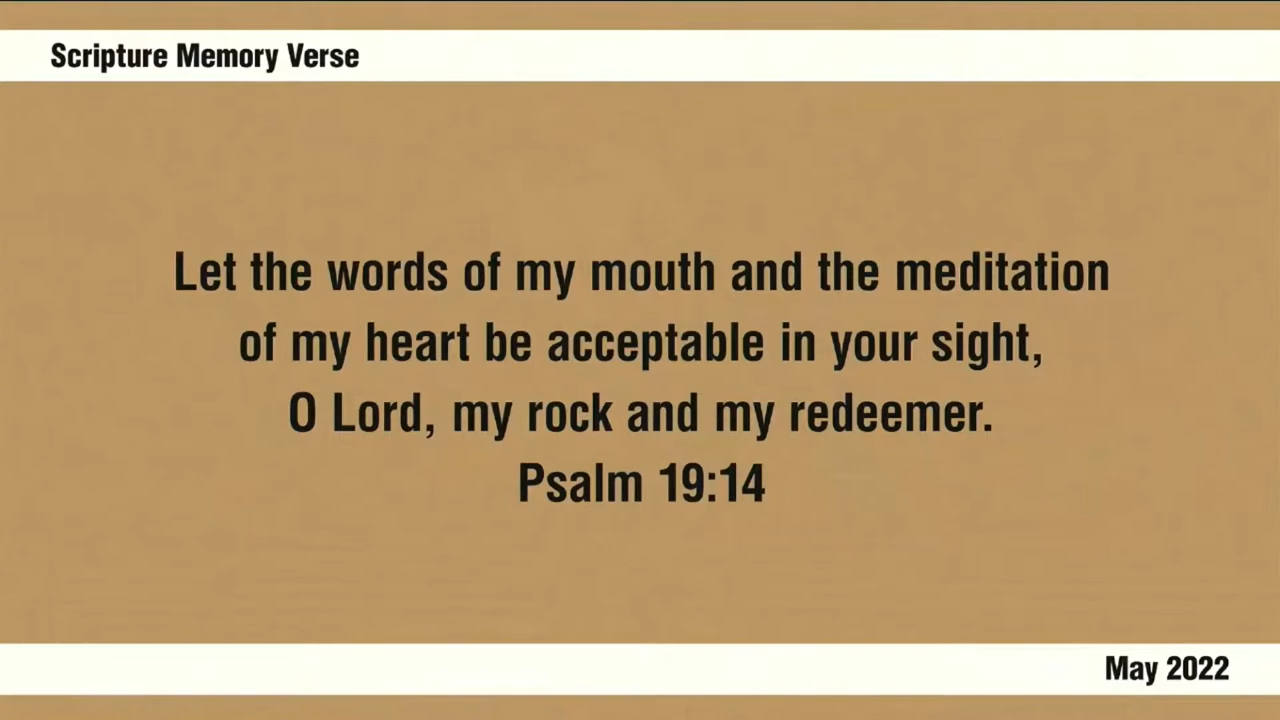 Scripture Memory Verse
Let the words of my mouth and the meditation
of my heart be acceptable in your sight,
O Lord, my rock and my redeemer.
Psalm 19:14
May 2022